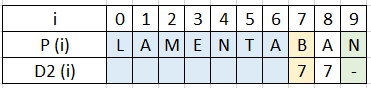 i 0 1 2 3 4 5 6 7 8 9
P (i) L A M E N T A B A N
D2 (i) 7 7 -